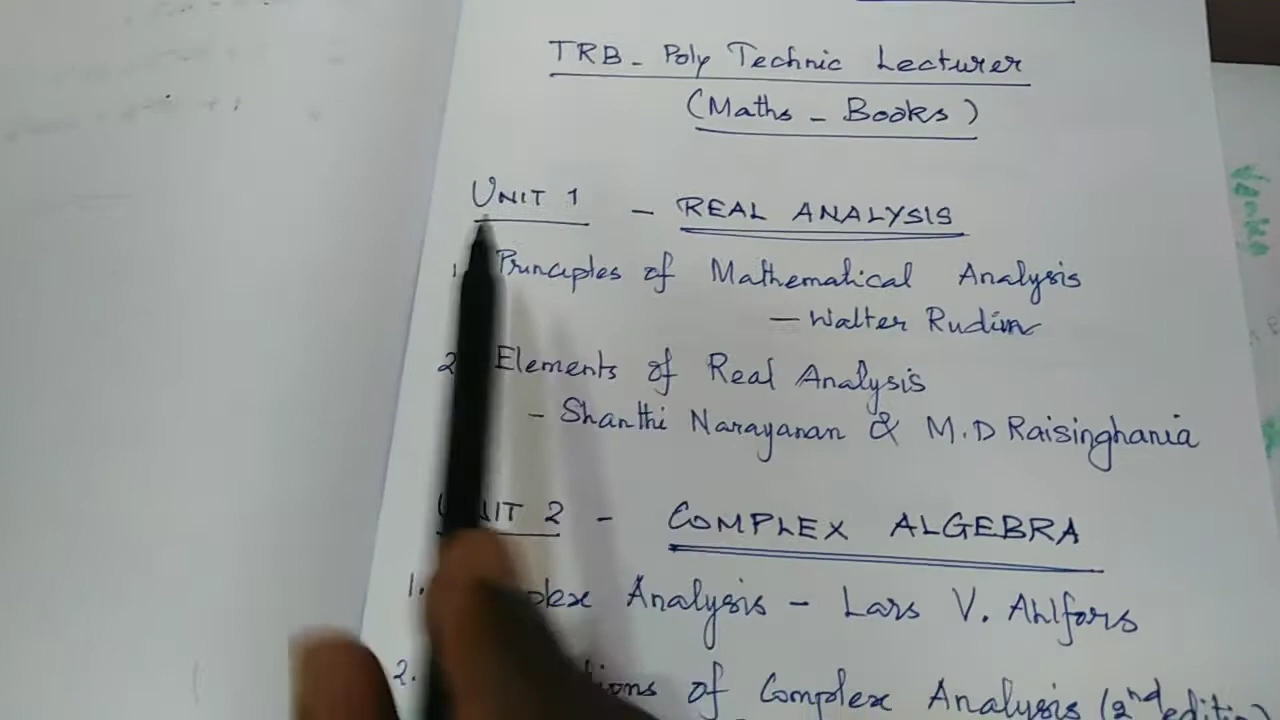 TRB - Poly Technic Lecturer
(Maths - Books)
UNIT 1 - REAL ANALYSIS
1. Principles of Mathematical Analysis
- Walter Rudin
2 Elements of Real Analysis
- Shanthi Narayanan & M.D Raisinghania
UNIT 2 - COMPLEX ALGEBRA
1. Analysis - Lars V. Ahlfors
2. of Complex Analysis (2nd edition)